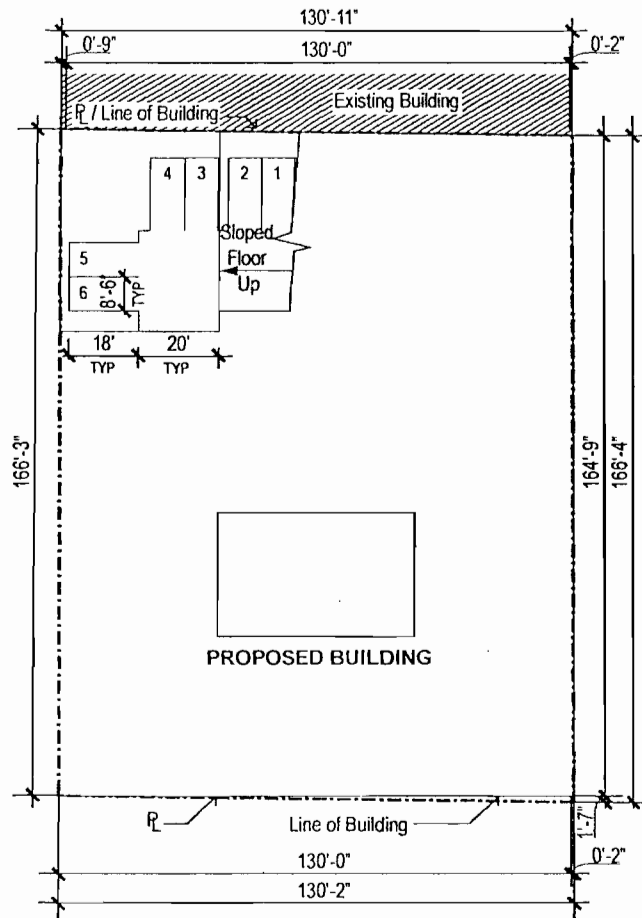 130'-11"
0'-9" 130'-0" 0'-2"
Existing Building
℄ / Line of Building
4 3 2 1
Sloped
Floor
Up
5
6
8'-6"
TYP
18' 20'
TYP TYP
166'-3"
164'-9"
166'-4"
PROPOSED BUILDING
℄ Line of Building
1'-7"
130'-0" 0'-2"
130'-2"